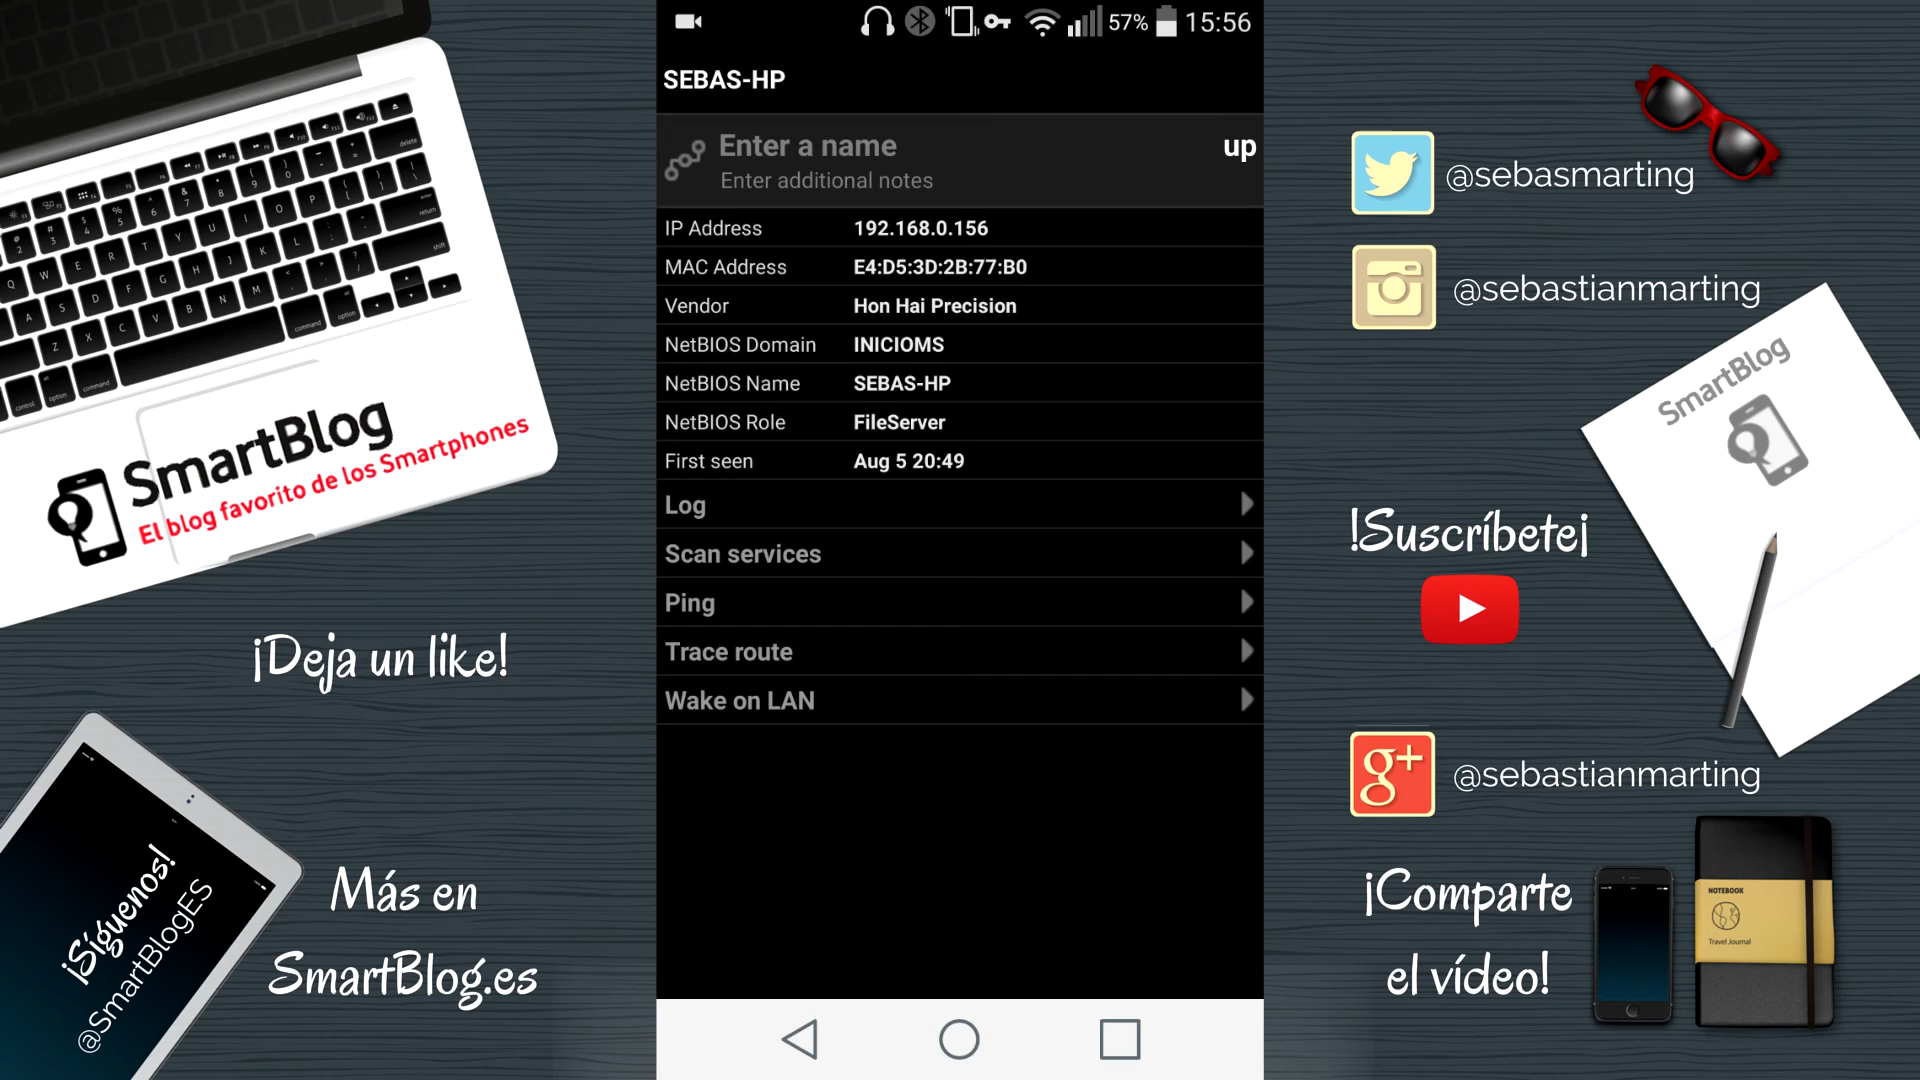 57% 15:56
SEBAS-HP
Enter a name
up
Enter additional notes
IP Address 192.168.0.156
MAC Address E4:D5:3D:2B:77:B0
Vendor Hon Hai Precision
NetBIOS Domain INICIOMS
NetBIOS Name SEBAS-HP
NetBIOS Role FileServer
First seen Aug 5 20:49
Log
Scan services
Ping
Trace route
Wake on LAN
SmartBlog
El blog favorito de los Smartphones
¡Deja un like!
¡Síguenos!
@SmartBlogES
Más en
SmartBlog.es
@sebasmarting
@sebastianmarting
SmartBlog
!Suscríbete¡
g+ @sebastianmarting
¡Comparte
el vídeo!
NOTEBOOK
Travel Journal